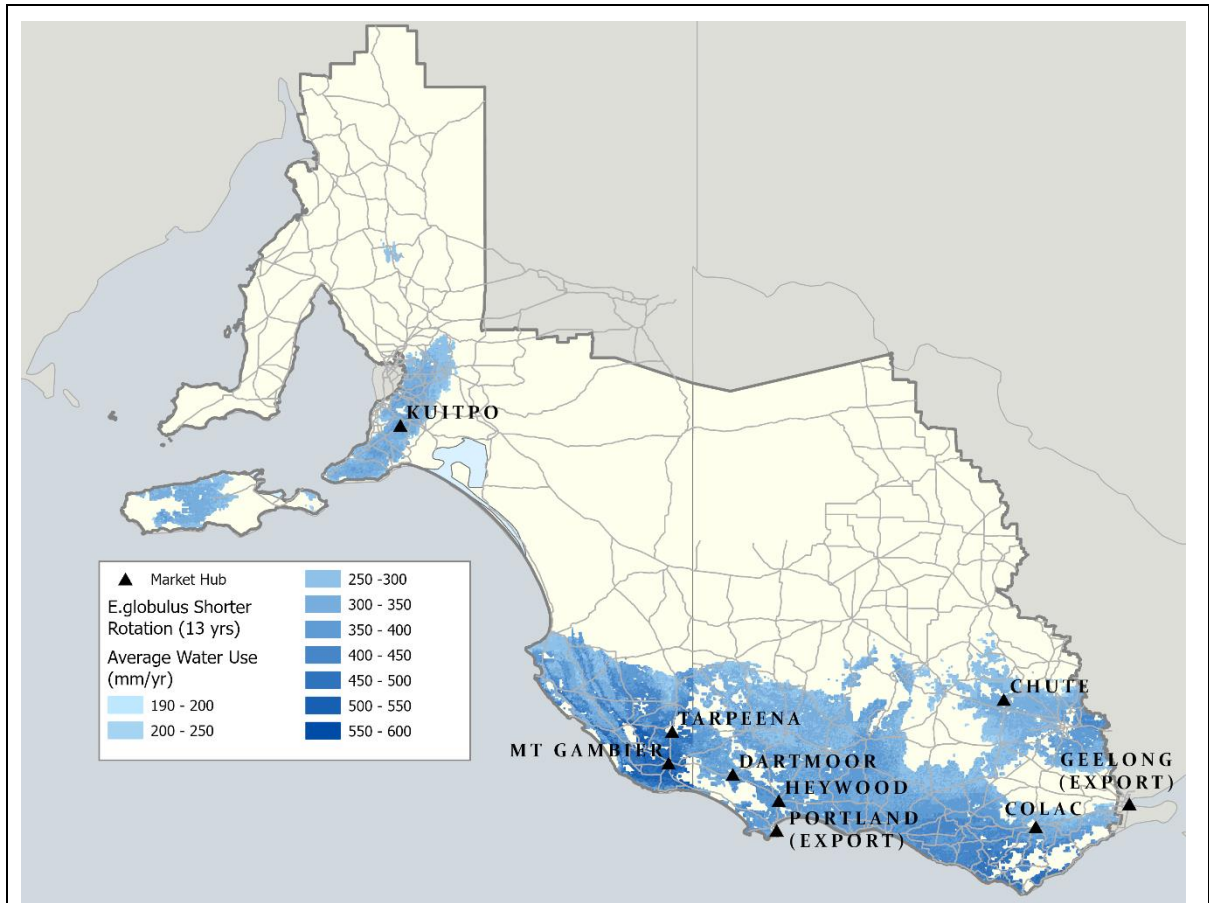 KUITPO
Market Hub
E.globulus Shorter
Rotation (13 yrs)
Average Water Use
(mm/yr)
190 - 200
200 - 250
250 -300
300 - 350
350 - 400
400 - 450
450 - 500
500 - 550
550 - 600
CHUTE
TARPEENA
MT GAMBIER
DARTMOOR
GEELONG
(EXPORT)
HEYWOOD
COLAC
PORTLAND
(EXPORT)